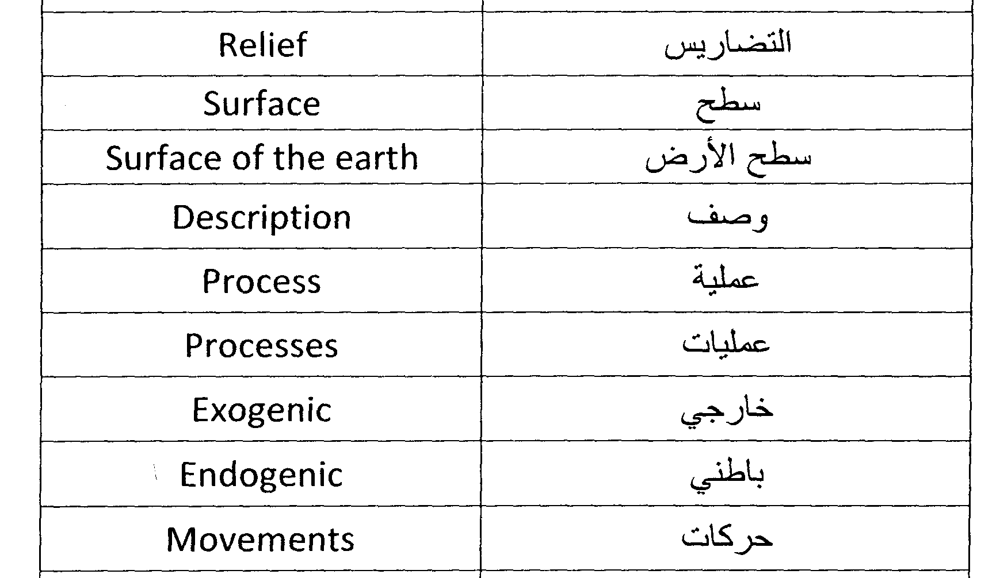 Relief التضاريس
Surface سطح
Surface of the earth سطح الأرض
Description وصف
Process عملية
Processes عمليات
Exogenic خارجي
Endogenic باطني
Movements حركات